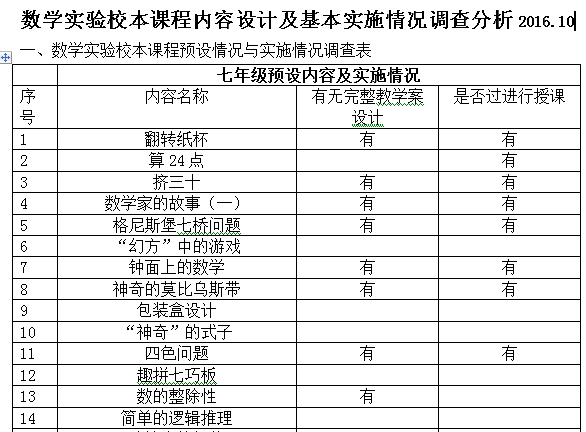 数学实验校本课程内容设计及基本实施情况调查分析 2016.10
一、数学实验校本课程预设情况与实施情况调查表
七年级预设内容及实施情况
序号 内容名称 有无完整教学案设计 是否过进行授课
1 翻转纸杯 有 有
2 算24点 有
3 挤三十 有 有
4 数学家的故事（一） 有 有
5 格尼斯堡七桥问题 有 有
6 “幻方”中的游戏
7 钟面上的数学 有 有
8 神奇的莫比乌斯带 有 有
9 包装盒设计
10 “神奇”的式子
11 四色问题 有 有
12 趣拼七巧板
13 数的整除性 有
14 简单的逻辑推理